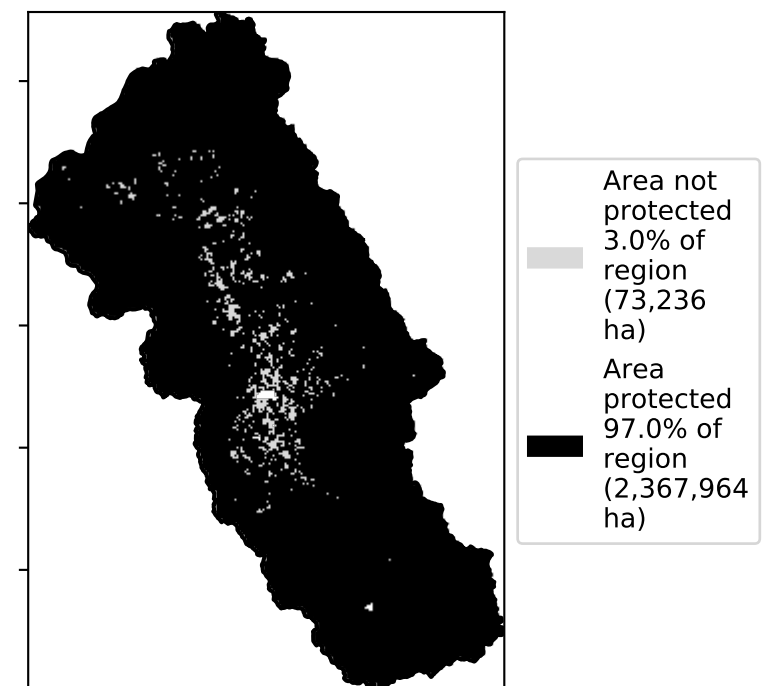 Area not
protected
3.0% of
region
(73,236
ha)
Area
protected
97.0% of
region
(2,367,964
ha)